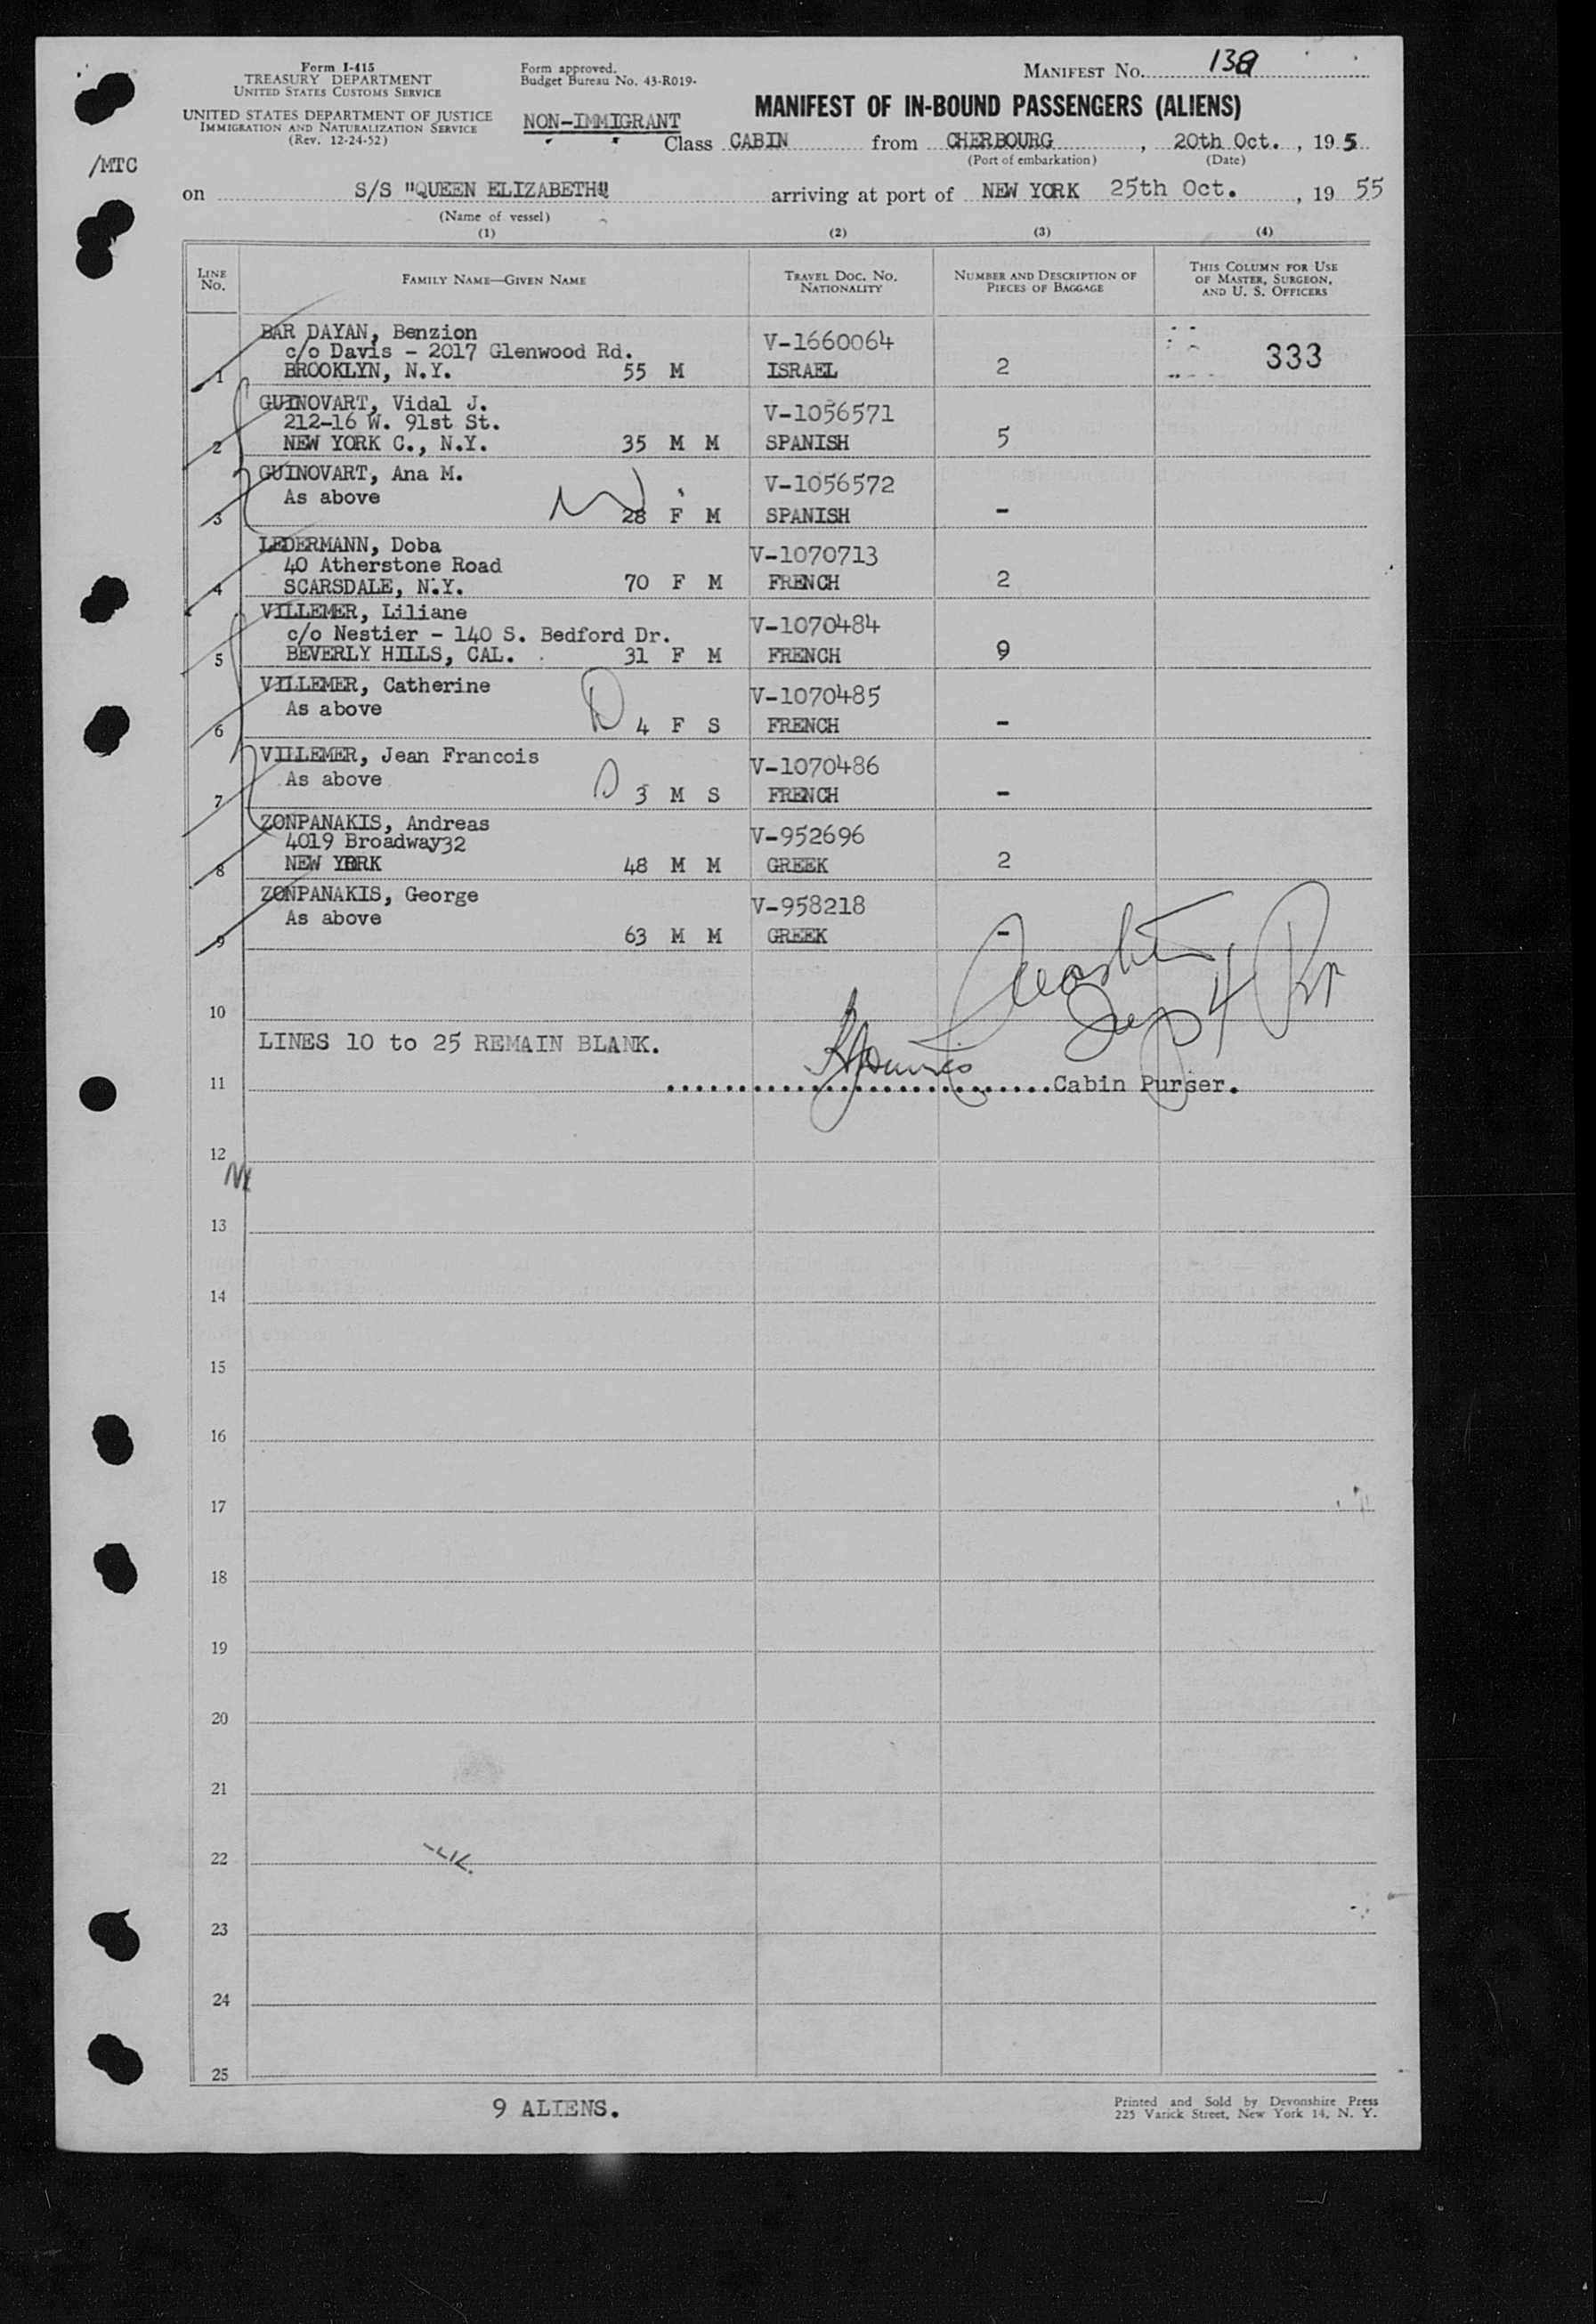 Form I-415
TREASURY DEPARTMENT
UNITED STATES CUSTOMS SERVICE
UNITED STATES DEPARTMENT OF JUSTICE
IMMIGRATION AND NATURALIZATION SERVICE
(Rev. 12-24-52)
/MTC
Form approved.
Budget Bureau No. 43-R019-
MANIFEST NO. 138
MANIFEST OF IN-BOUND PASSENGERS (ALIENS)
NON-IMMIGRANT
Class CABIN from CHERBOURG, 20th Oct., 195
(Port of embarkation) (Date)
on S/S "QUEEN ELIZABETH" arriving at port of NEW YORK 25th Oct., 1955
(Name of vessel)
(1) (2) (3) (4)
LINE NO. FAMILY NAME—GIVEN NAME TRAVEL DOC. NO. NATIONALITY NUMBER AND DESCRIPTION OF PIECES OF BAGGAGE THIS COLUMN FOR USE OF MASTER, SURGEON, AND U. S. OFFICERS
BAR DAYAN, Benzion V-1660064
c/o Davis - 2017 Glenwood Rd. 333
1 BROOKLYN, N.Y. 55 M ISRAEL 2
GUINOVART, Vidal J. V-1056571
212-16 W. 91st St.
2 NEW YORK C., N.Y. 35 M M SPANISH 5
GUINOVART, Ana M. V-1056572
As above
3 28 F M SPANISH -
LEDERMANN, Doba V-1070713
40 Atherstone Road
4 SCARSDALE, N.Y. 70 F M FRENCH 2
VILLEMER, Liliane V-1070484
c/o Nestier - 140 S. Bedford Dr.
5 BEVERLY HILLS, CAL. 31 F M FRENCH 9
VILLEMER, Catherine V-1070485
As above D
6 4 F S FRENCH -
VILLEMER, Jean Francois V-1070486
As above D
7 3 M S FRENCH -
ZONPANAKIS, Andreas V-952696
4019 Broadway32
8 NEW YORK 48 M M GREEK 2
ZONPANAKIS, George V-958218
As above
9 63 M M GREEK -
10
LINES 10 to 25 REMAIN BLANK.
11 Cabin Purser.
12
13
14
15
16
17
18
19
20
21
22
23
24
25
9 ALIENS.
Printed and Sold by Devonshire Press
225 Varick Street, New York 14, N. Y.